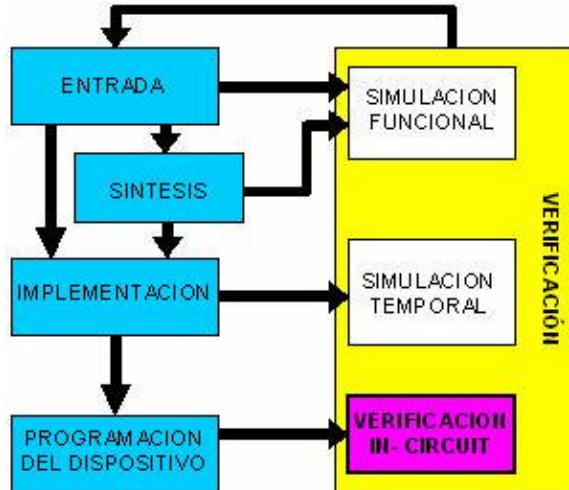 ENTRADA
SIMULACION
FUNCIONAL
SINTESIS
VERIFICACIÓN
IMPLEMENTACION
SIMULACION
TEMPORAL
PROGRAMACION
DEL DISPOSITIVO
VERIFICACION
IN- CIRCUIT